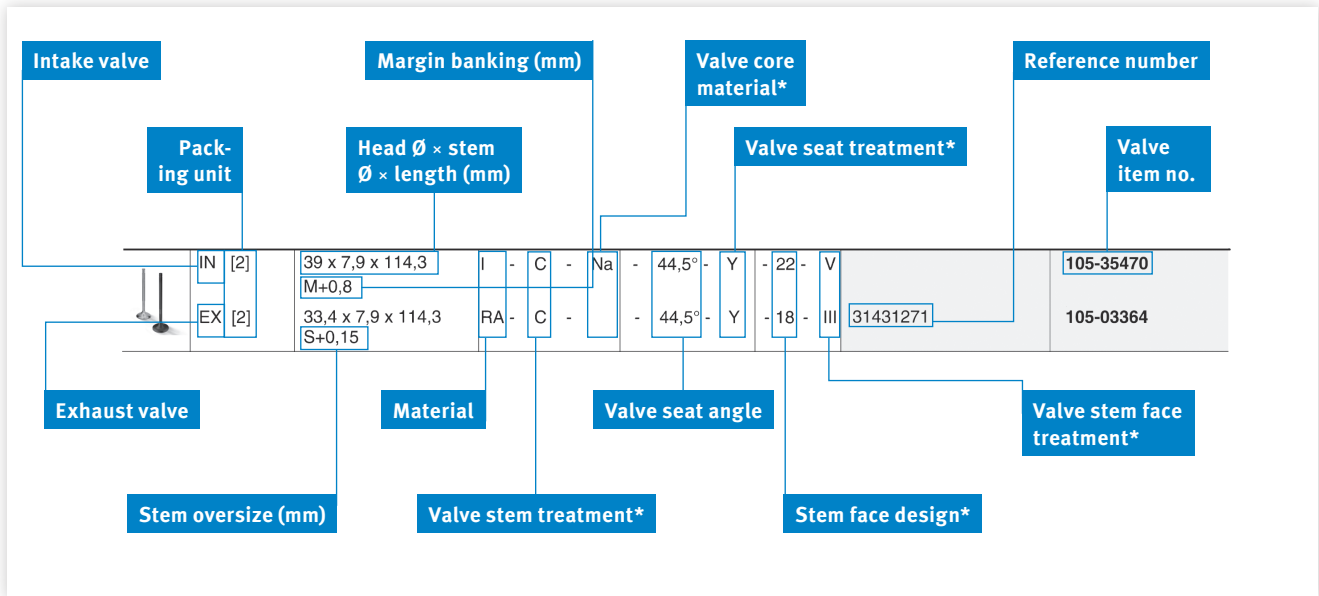 Intake valve
Margin banking (mm)
Valve core
material*
Reference number
Pack-
ing unit
Head Ø × stem
Ø × length (mm)
Valve seat treatment*
Valve
item no.
IN [2] 39 x 7,9 x 114,3 I - C - Na - 44,5° - Y - 22 - V 105-35470
M+0,8
EX [2] 33,4 x 7,9 x 114,3 RA - C - - 44,5° - Y - 18 - III 31431271 105-03364
S+0,15
Exhaust valve
Material
Valve seat angle
Valve stem face
treatment*
Stem oversize (mm)
Valve stem treatment*
Stem face design*